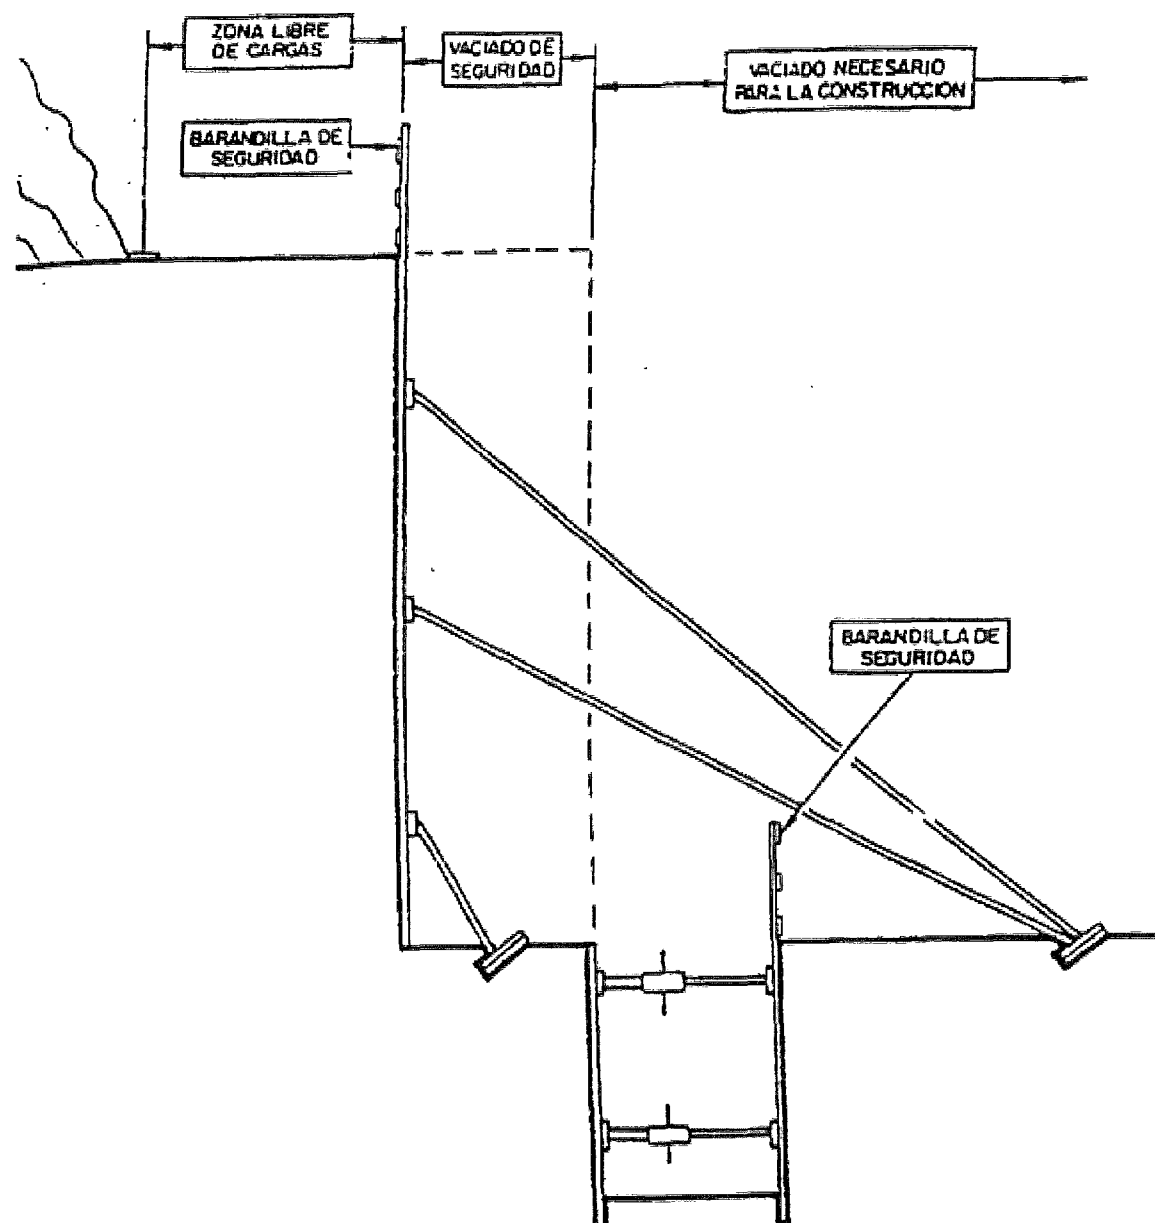 ZONA LIBRE
DE CARGAS
VACIADO DE
SEGURIDAD
VACIADO NECESARIO
PARA LA CONSTRUCCION
BARANDILLA DE
SEGURIDAD
BARANDILLA DE
SEGURIDAD